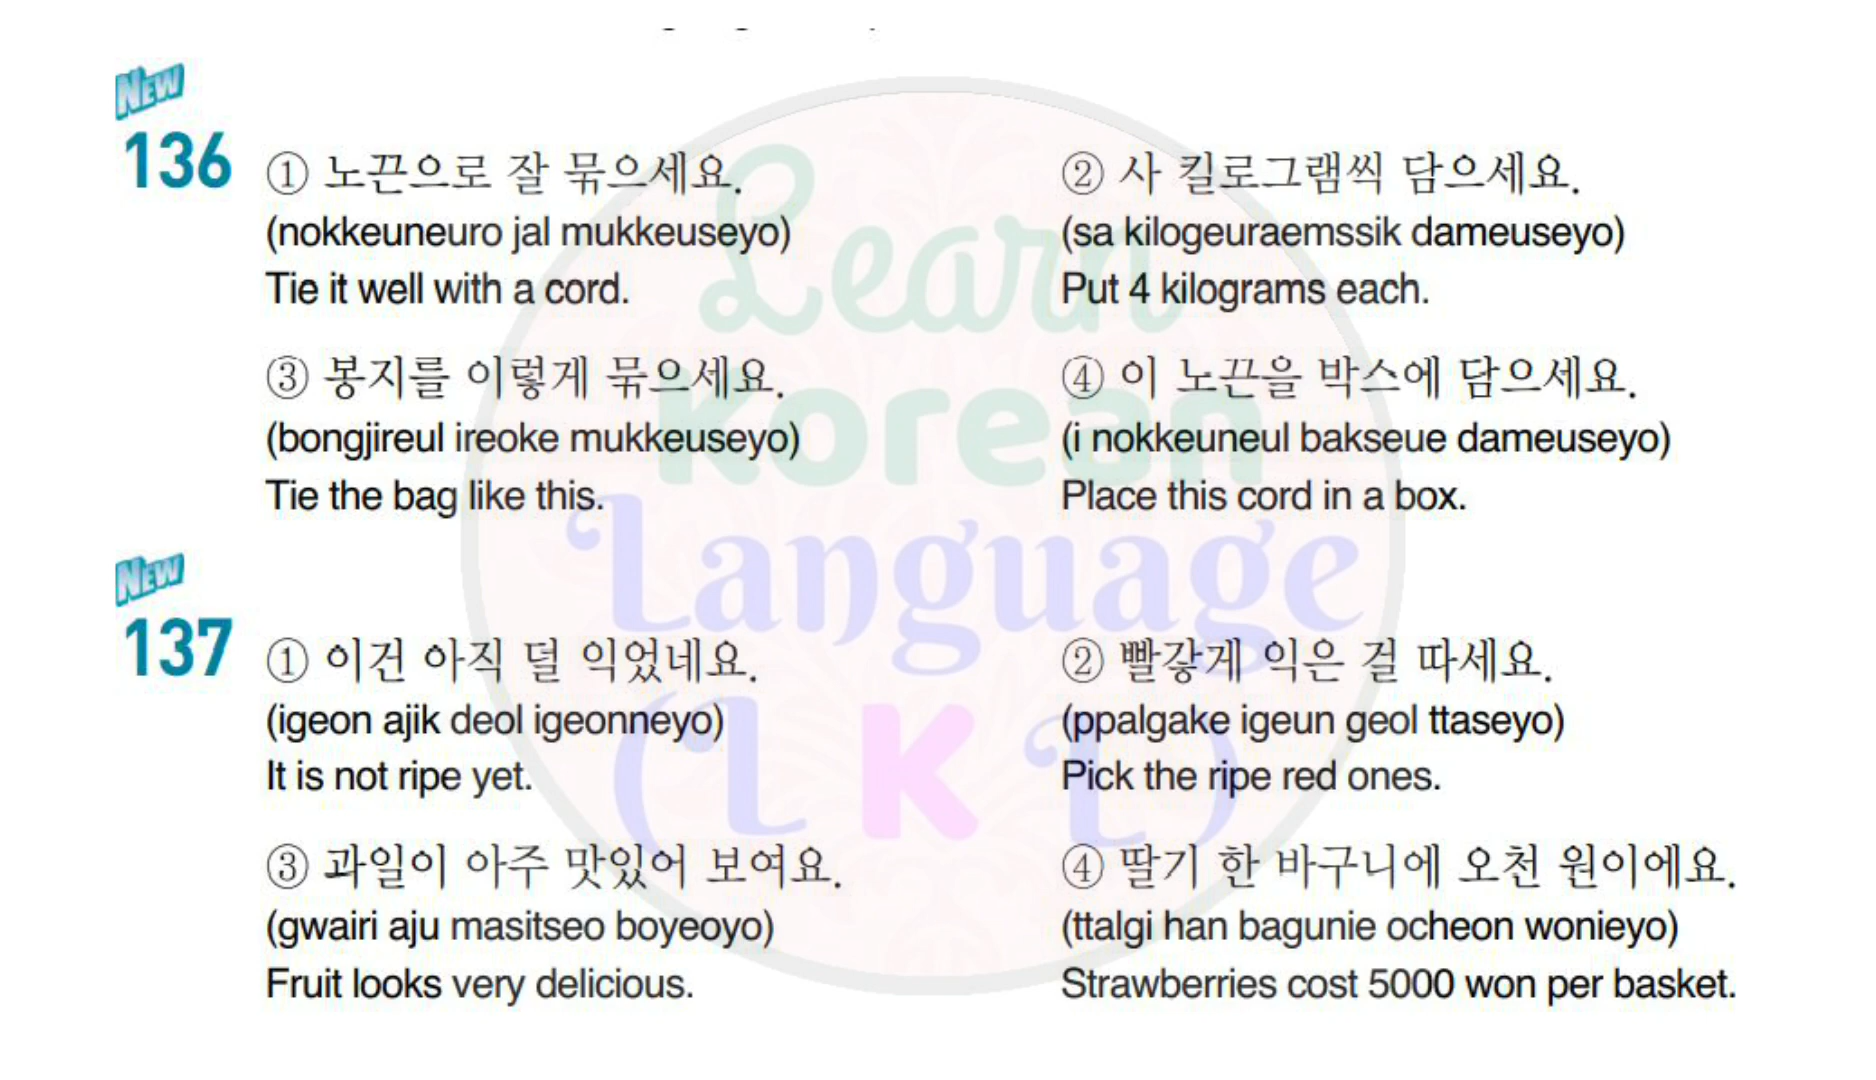 NEW
136
① 노끈으로 잘 묶으세요.
(nokkeuneuro jal mukkeuseyo)
Tie it well with a cord.
② 사 킬로그램씩 담으세요.
(sa kilogeuraemssik dameuseyo)
Put 4 kilograms each.
③ 봉지를 이렇게 묶으세요.
(bongjireul ireoke mukkeuseyo)
Tie the bag like this.
④ 이 노끈을 박스에 담으세요.
(i nokkeuneul bakseue dameuseyo)
Place this cord in a box.
NEW
137
① 이건 아직 덜 익었네요.
(igeon ajik deol igeonneyo)
It is not ripe yet.
② 빨갛게 익은 걸 따세요.
(ppalgake igeun geol ttaseyo)
Pick the ripe red ones.
③ 과일이 아주 맛있어 보여요.
(gwairi aju masitseo boyeoyo)
Fruit looks very delicious.
④ 딸기 한 바구니에 오천 원이에요.
(ttalgi han bagunie ocheon wonieyo)
Strawberries cost 5000 won per basket.
Learn
Korean
Language
(LKL)